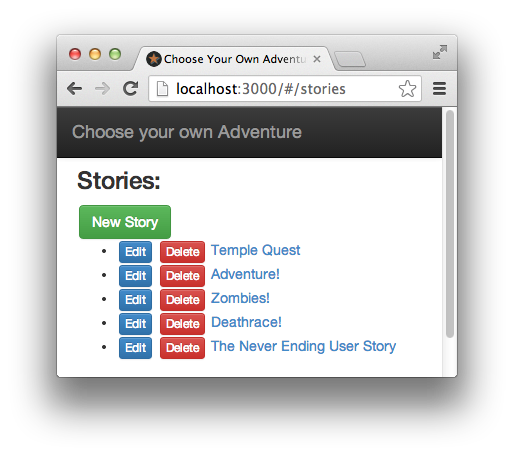 Choose Your Own Adventu
localhost:3000/#/stories
Choose your own Adventure
Stories:
New Story
Edit Delete Temple Quest
Edit Delete Adventure!
Edit Delete Zombies!
Edit Delete Deathrace!
Edit Delete The Never Ending User Story